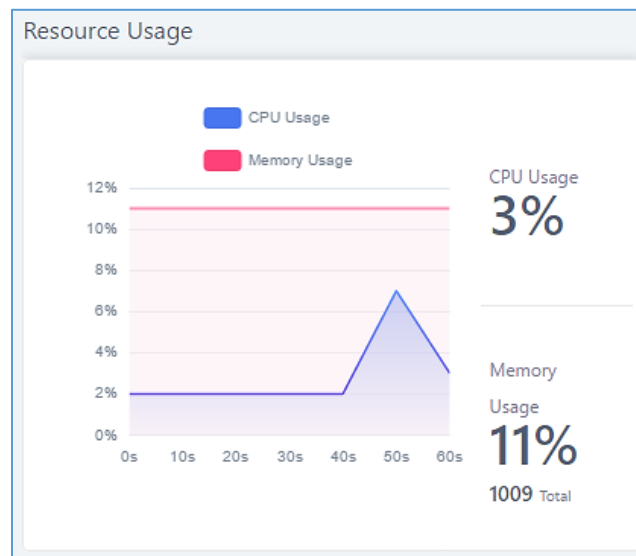 Resource Usage
CPU Usage
Memory Usage
12%
10%
8%
6%
4%
2%
0%
0s 10s 20s 30s 40s 50s 60s
CPU Usage
3%
Memory
Usage
11%
1009 Total